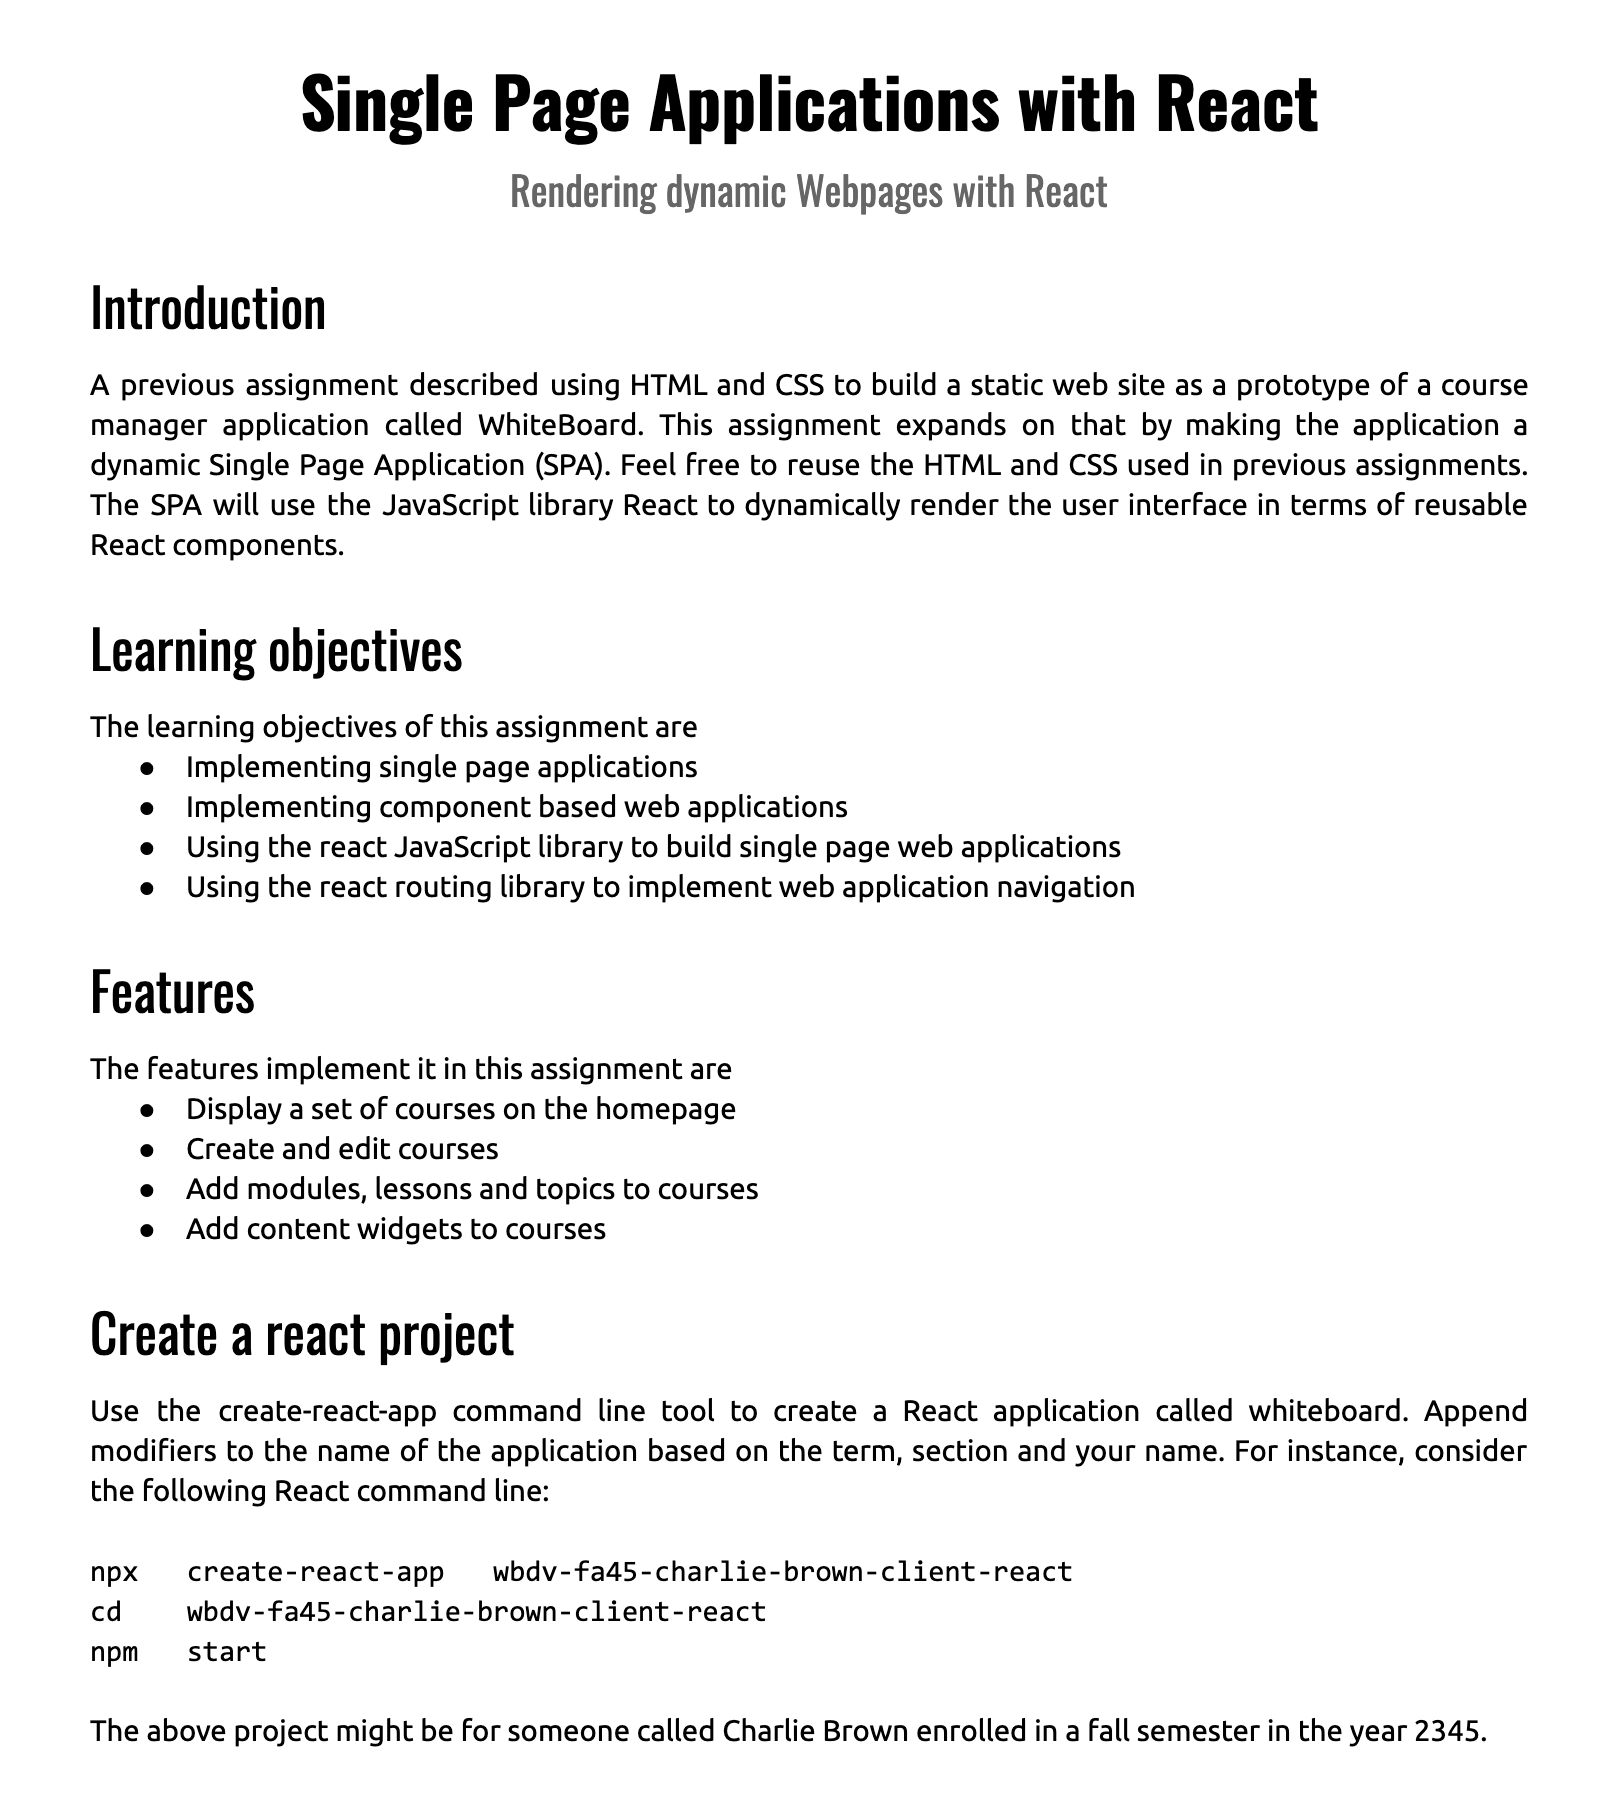 Single Page Applications with React
Rendering dynamic Webpages with React
Introduction
A previous assignment described using HTML and CSS to build a static web site as a prototype of a course
manager application called WhiteBoard. This assignment expands on that by making the application a
dynamic Single Page Application (SPA). Feel free to reuse the HTML and CSS used in previous assignments.
The SPA will use the JavaScript library React to dynamically render the user interface in terms of reusable
React components.
Learning objectives
The learning objectives of this assignment are
● Implementing single page applications
● Implementing component based web applications
● Using the react JavaScript library to build single page web applications
● Using the react routing library to implement web application navigation
Features
The features implement it in this assignment are
● Display a set of courses on the homepage
● Create and edit courses
● Add modules, lessons and topics to courses
● Add content widgets to courses
Create a react project
Use the create-react-app command line tool to create a React application called whiteboard. Append
modifiers to the name of the application based on the term, section and your name. For instance, consider
the following React command line:
npx create-react-app wbdv-fa45-charlie-brown-client-react
cd wbdv-fa45-charlie-brown-client-react
npm start
The above project might be for someone called Charlie Brown enrolled in a fall semester in the year 2345.